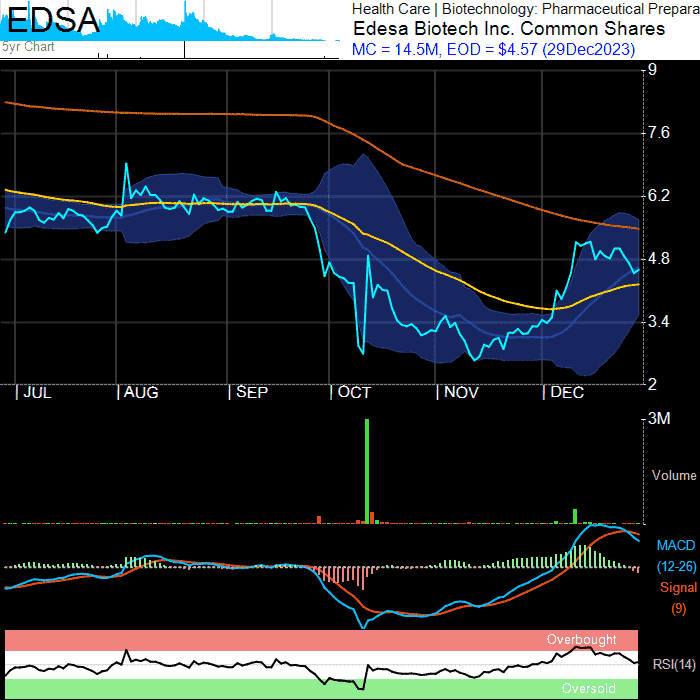 EDSA
5yr Chart
Health Care | Biotechnology: Pharmaceutical Prepara
Edesa Biotech Inc. Common Shares
MC = 14.5M, EOD = $4.57 (29Dec2023)
9
7.6
6.2
4.8
3.4
2
JUL AUG SEP OCT NOV DEC
3M
Volume
MACD
(12-26)
Signal
(9)
Overbought
RSI(14)
Oversold